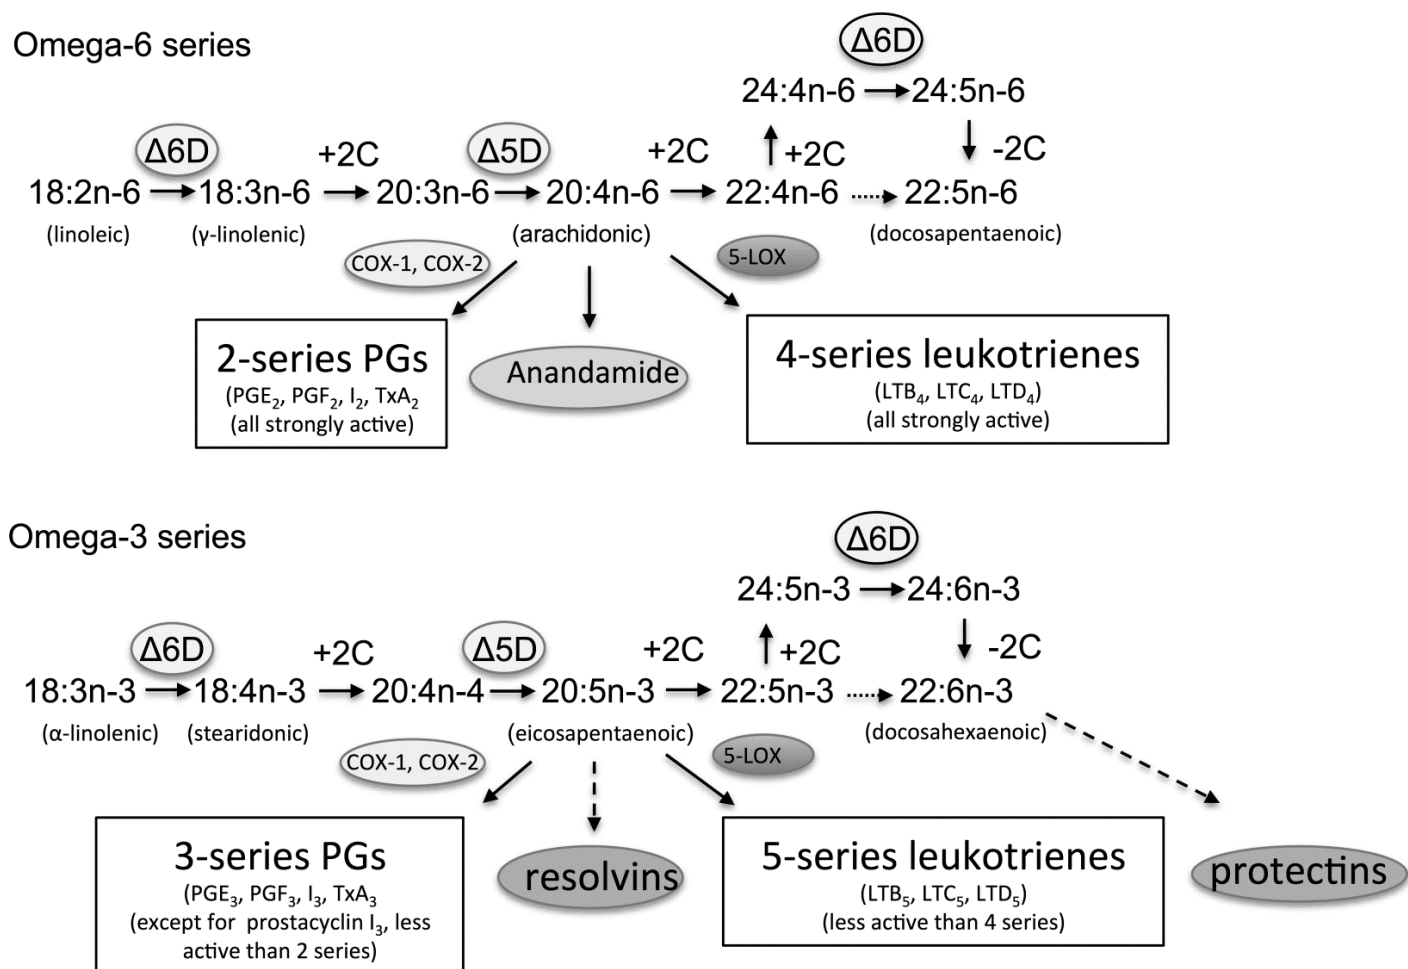 Omega-6 series
Δ6D
24:4n-6 24:5n-6
Δ6D +2C Δ5D +2C +2C -2C
18:2n-6 18:3n-6 20:3n-6 20:4n-6 22:4n-6 22:5n-6
(linoleic) (γ-linolenic) (arachidonic) (docosapentaenoic)
COX-1, COX-2 5-LOX
2-series PGs
(PGE2, PGF2, I2, TxA2
(all strongly active)
Anandamide
4-series leukotrienes
(LTB4, LTC4, LTD4)
(all strongly active)
Omega-3 series
Δ6D
24:5n-3 24:6n-3
Δ6D +2C Δ5D +2C +2C -2C
18:3n-3 18:4n-3 20:4n-4 20:5n-3 22:5n-3 22:6n-3
(α-linolenic) (stearidonic) (eicosapentaenoic) (docosahexaenoic)
COX-1, COX-2 5-LOX
3-series PGs
(PGE3, PGF3, I3, TxA3
(except for prostacyclin I3, less
active than 2 series)
resolvins
5-series leukotrienes
(LTB5, LTC5, LTD5)
(less active than 4 series)
protectins